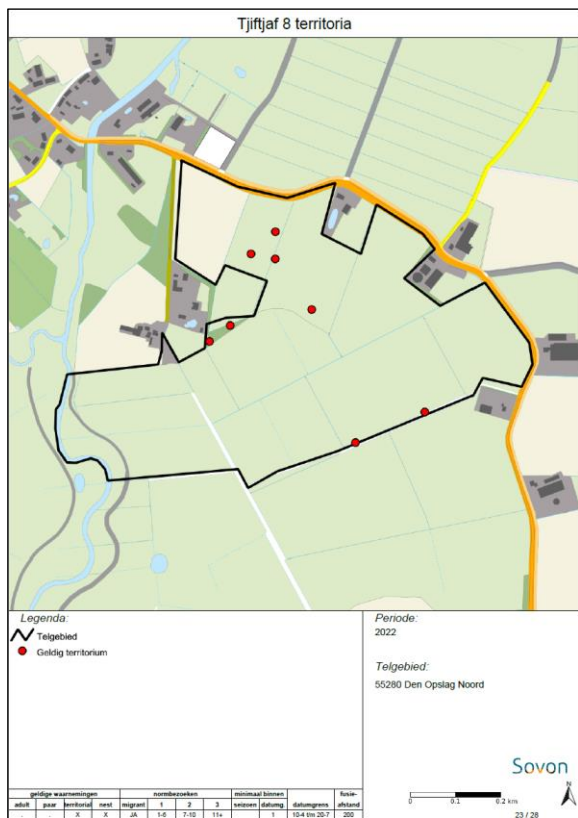 Tjiftjaf 8 territoria
Legenda:
Telgebied
Geldig territorium
Periode:
2022
Telgebied:
55280 Den Opslag Noord
Sovon
0 0.1 0.2 km
23 / 28
geldige waarnemingen normbezoeken minimaal binnen fusie-
adult paar territorial nest migrant 1 2 3 seizoen datumg. datumgrens afstand
. . X X JA 1-6 7-10 11+ . 1 10-4 t/m 20-7 200